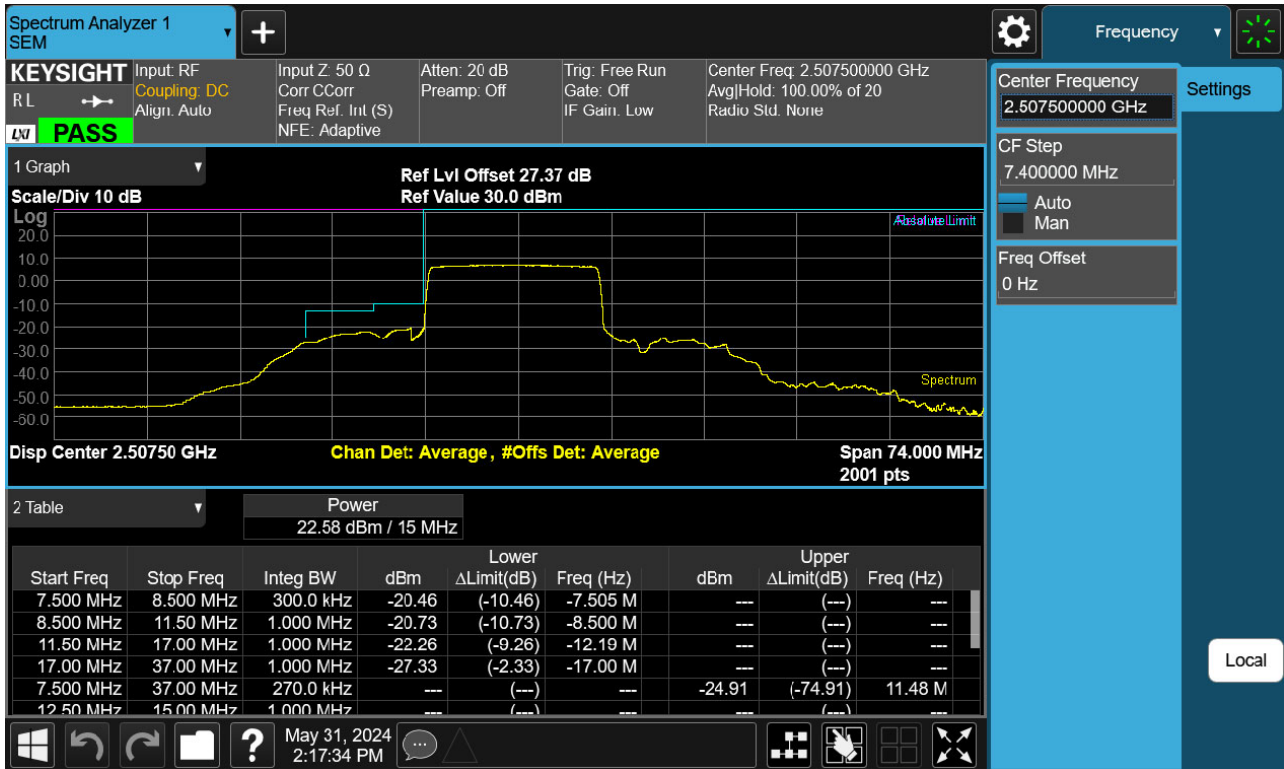 Spectrum Analyzer 1
SEM
Frequency
KEYSIGHT
R L
LXI PASS
Input: RF
Coupling: DC
Align: Auto
Input Z: 50 Ω
Corr CCorr
Freq Ref: Int (S)
NFE: Adaptive
Atten: 20 dB
Preamp: Off
Trig: Free Run
Gate: Off
IF Gain: Low
Center Freq: 2.507500000 GHz
Avg|Hold: 100.00% of 20
Radio Std: None
Center Frequency
2.507500000 GHz
Settings
CF Step
7.400000 MHz
Auto
Man
Freq Offset
0 Hz
Local
1 Graph
Scale/Div 10 dB
Ref Lvl Offset 27.37 dB
Ref Value 30.0 dBm
Log
20.0
10.0
0.00
-10.0
-20.0
-30.0
-40.0
-50.0
-60.0
Limit
Spectrum
Disp Center 2.50750 GHz
Chan Det: Average, #Offs Det: Average
Span 74.000 MHz
2001 pts
2 Table
Power
22.58 dBm / 15 MHz
Lower Upper
Start Freq Stop Freq Integ BW dBm ΔLimit(dB) Freq (Hz) dBm ΔLimit(dB) Freq (Hz)
7.500 MHz 8.500 MHz 300.0 kHz -20.46 (-10.46) -7.505 M --- (---) ---
8.500 MHz 11.50 MHz 1.000 MHz -20.73 (-10.73) -8.500 M --- (---) ---
11.50 MHz 17.00 MHz 1.000 MHz -22.26 (-9.26) -12.19 M --- (---) ---
17.00 MHz 37.00 MHz 1.000 MHz -27.33 (-2.33) -17.00 M --- (---) ---
7.500 MHz 37.00 MHz 270.0 kHz --- (---) --- -24.91 (-74.91) 11.48 M
12.50 MHz 15.00 MHz 1.000 MHz --- (---) --- --- (---) ---
May 31, 2024
2:17:34 PM